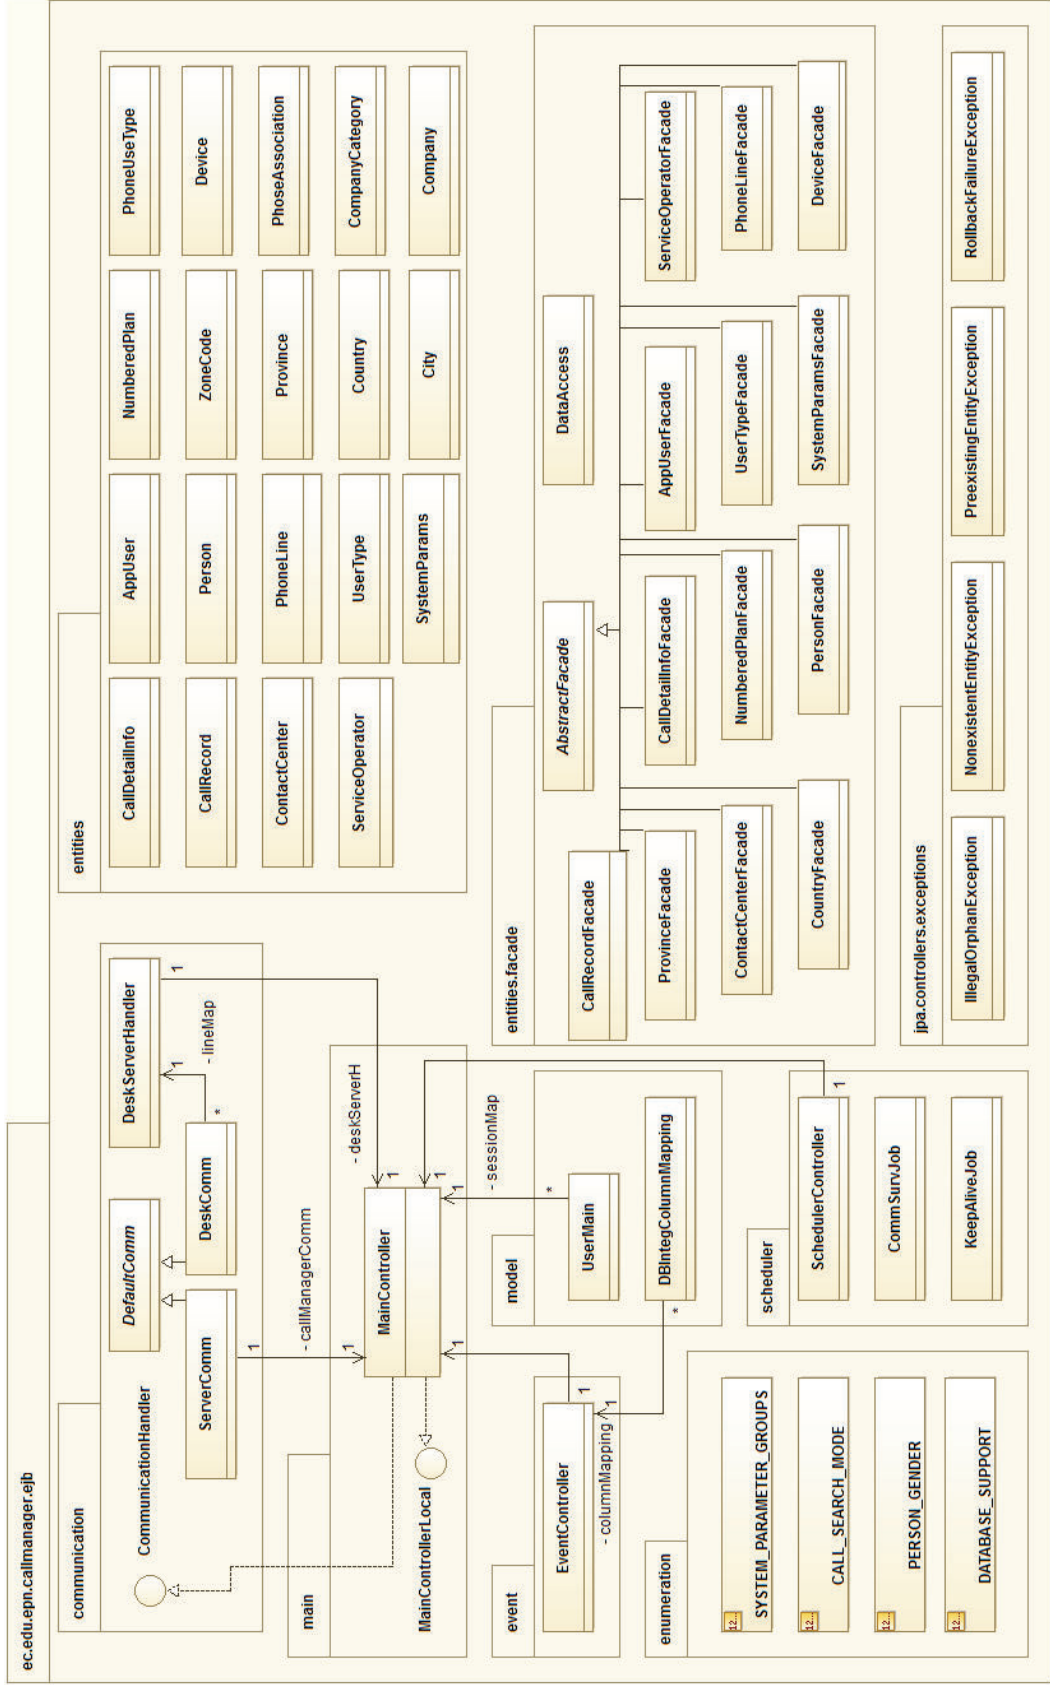 ec.edu.epn.callmanager.ejb
communication
CommunicationHandler
DefaultComm
DeskServerHandler
ServerComm
DeskComm
1
*
1
1
- lineMap
- callManagerComm
- deskServerH
main
1
1
MainController
1
1
1
MainControllerLocal
- sessionMap
event
EventController
1
1
- columnMapping
model
UserMain
*
DBIntegColumnMapping
*
enumeration
12...
SYSTEM_PARAMETER_GROUPS
12...
CALL_SEARCH_MODE
12...
PERSON_GENDER
12...
DATABASE_SUPPORT
scheduler
SchedulerController
1
CommSurvJob
KeepAliveJob
entities
CallDetailInfo
AppUser
NumberedPlan
PhoneUseType
CallRecord
Person
ZoneCode
Device
ContactCenter
PhoneLine
Province
PhoseAssociation
ServiceOperator
UserType
Country
CompanyCategory
SystemParams
City
Company
entities.facade
CallRecordFacade
AbstractFacade
DataAccess
ProvinceFacade
CallDetailInfoFacade
AppUserFacade
ServiceOperatorFacade
ContactCenterFacade
NumberedPlanFacade
UserTypeFacade
PhoneLineFacade
CountryFacade
PersonFacade
SystemParamsFacade
DeviceFacade
jpa.controllers.exceptions
IllegalOrphanException
NonexistentEntityException
PreexistingEntityException
RollbackFailureException